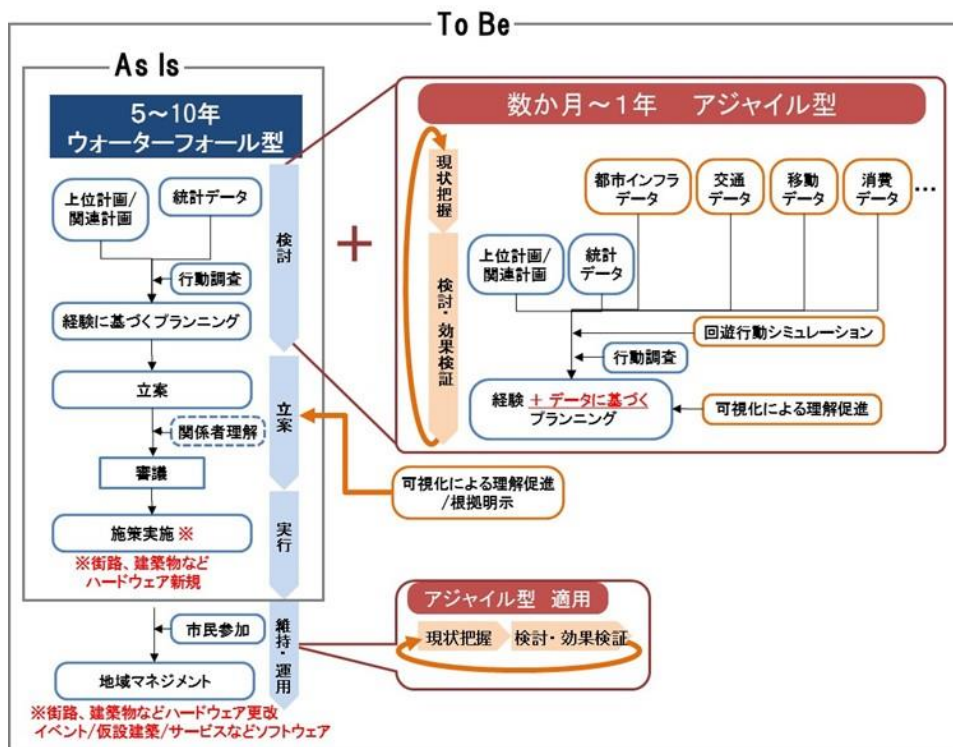 To Be
As Is
5～10年
ウォーターフォール型
上位計画/
関連計画
統計データ
行動調査
経験に基づくプランニング
立案
関係者理解
審議
施策実施 ※
※街路、建築物など
ハードウェア新規
市民参加
地域マネジメント
※街路、建築物などハードウェア更改
イベント/仮設建築/サービスなどソフトウェア
検討
立案
実行
維持・運用
+
数か月～1年 アジャイル型
現状把握
検討・効果検証
都市インフラ
データ
交通
データ
移動
データ
消費
データ
…
上位計画/
関連計画
統計
データ
回遊行動シミュレーション
行動調査
経験 + データに基づく
プランニング
可視化による理解促進
可視化による理解促進
/根拠明示
アジャイル型 適用
現状把握
検討・効果検証